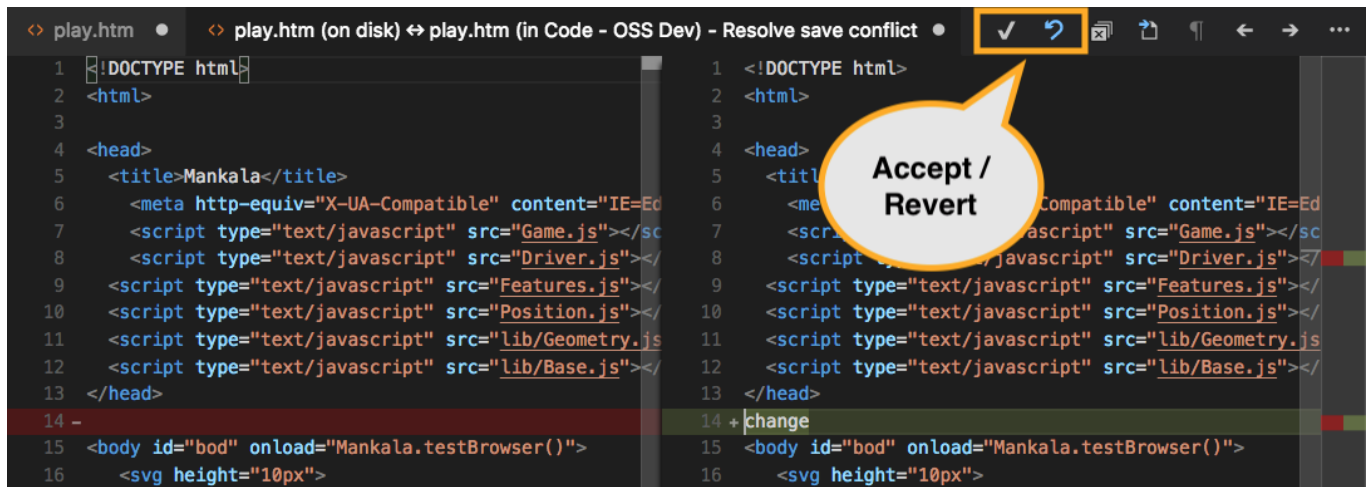 play.htm
play.htm (on disk) ↔ play.htm (in Code - OSS Dev) - Resolve save conflict
1 <!DOCTYPE html>
2 <html>
3
4 <head>
5 <title>Mankala</title>
6 <meta http-equiv="X-UA-Compatible" content="IE=Ed
7 <script type="text/javascript" src="Game.js"></sc
8 <script type="text/javascript" src="Driver.js"></
9 <script type="text/javascript" src="Features.js"></
10 <script type="text/javascript" src="Position.js"></
11 <script type="text/javascript" src="lib/Geometry.js
12 <script type="text/javascript" src="lib/Base.js"></
13 </head>
14 -
15 <body id="bod" onload="Mankala.testBrowser()">
16 <svg height="10px">
1 <!DOCTYPE html>
2 <html>
3
4 <head>
5 <titl
6 <me Compatible" content="IE=Ed
7 <scri ascript" src="Game.js"></sc
8 <script ty /javascript" src="Driver.js"></
9 <script type="text/javascript" src="Features.js"></
10 <script type="text/javascript" src="Position.js"></
11 <script type="text/javascript" src="lib/Geometry.js
12 <script type="text/javascript" src="lib/Base.js"></
13 </head>
14 + change
15 <body id="bod" onload="Mankala.testBrowser()">
16 <svg height="10px">
Accept /
Revert